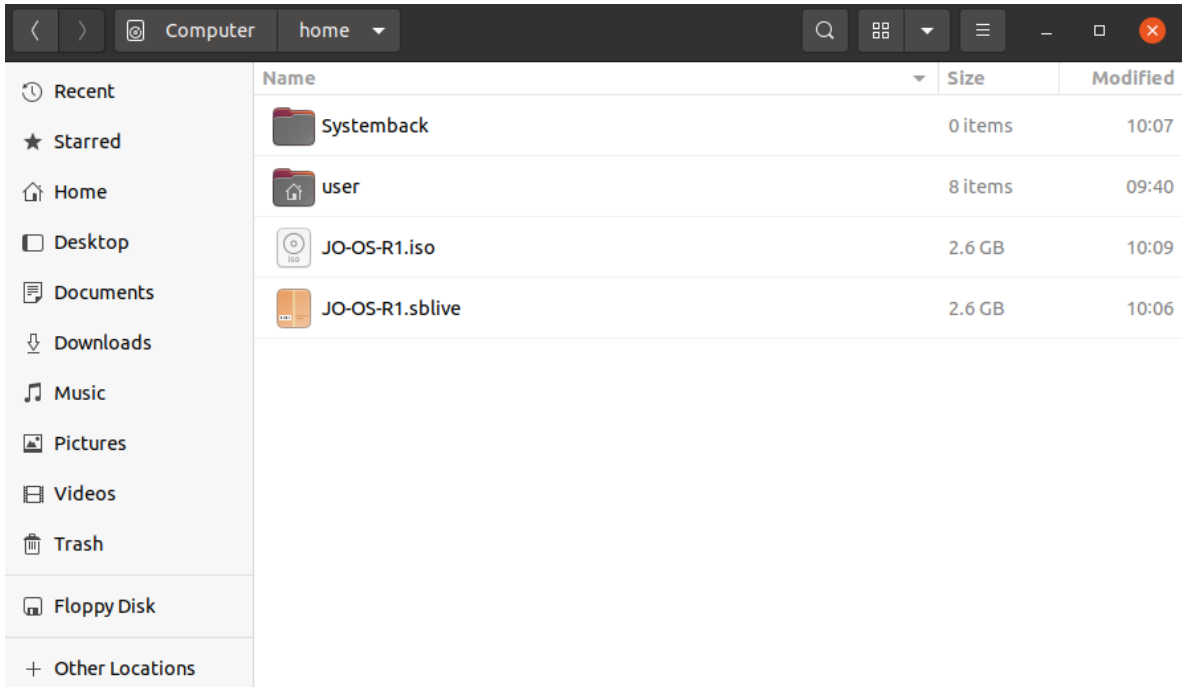 Computer home
Name Size Modified
Recent
Systemback 0 items 10:07
Starred
user 8 items 09:40
Home
Desktop
JO-OS-R1.iso 2.6 GB 10:09
iso
Documents
JO-OS-R1.sblive 2.6 GB 10:06
Downloads
Music
Pictures
Videos
Trash
Floppy Disk
Other Locations